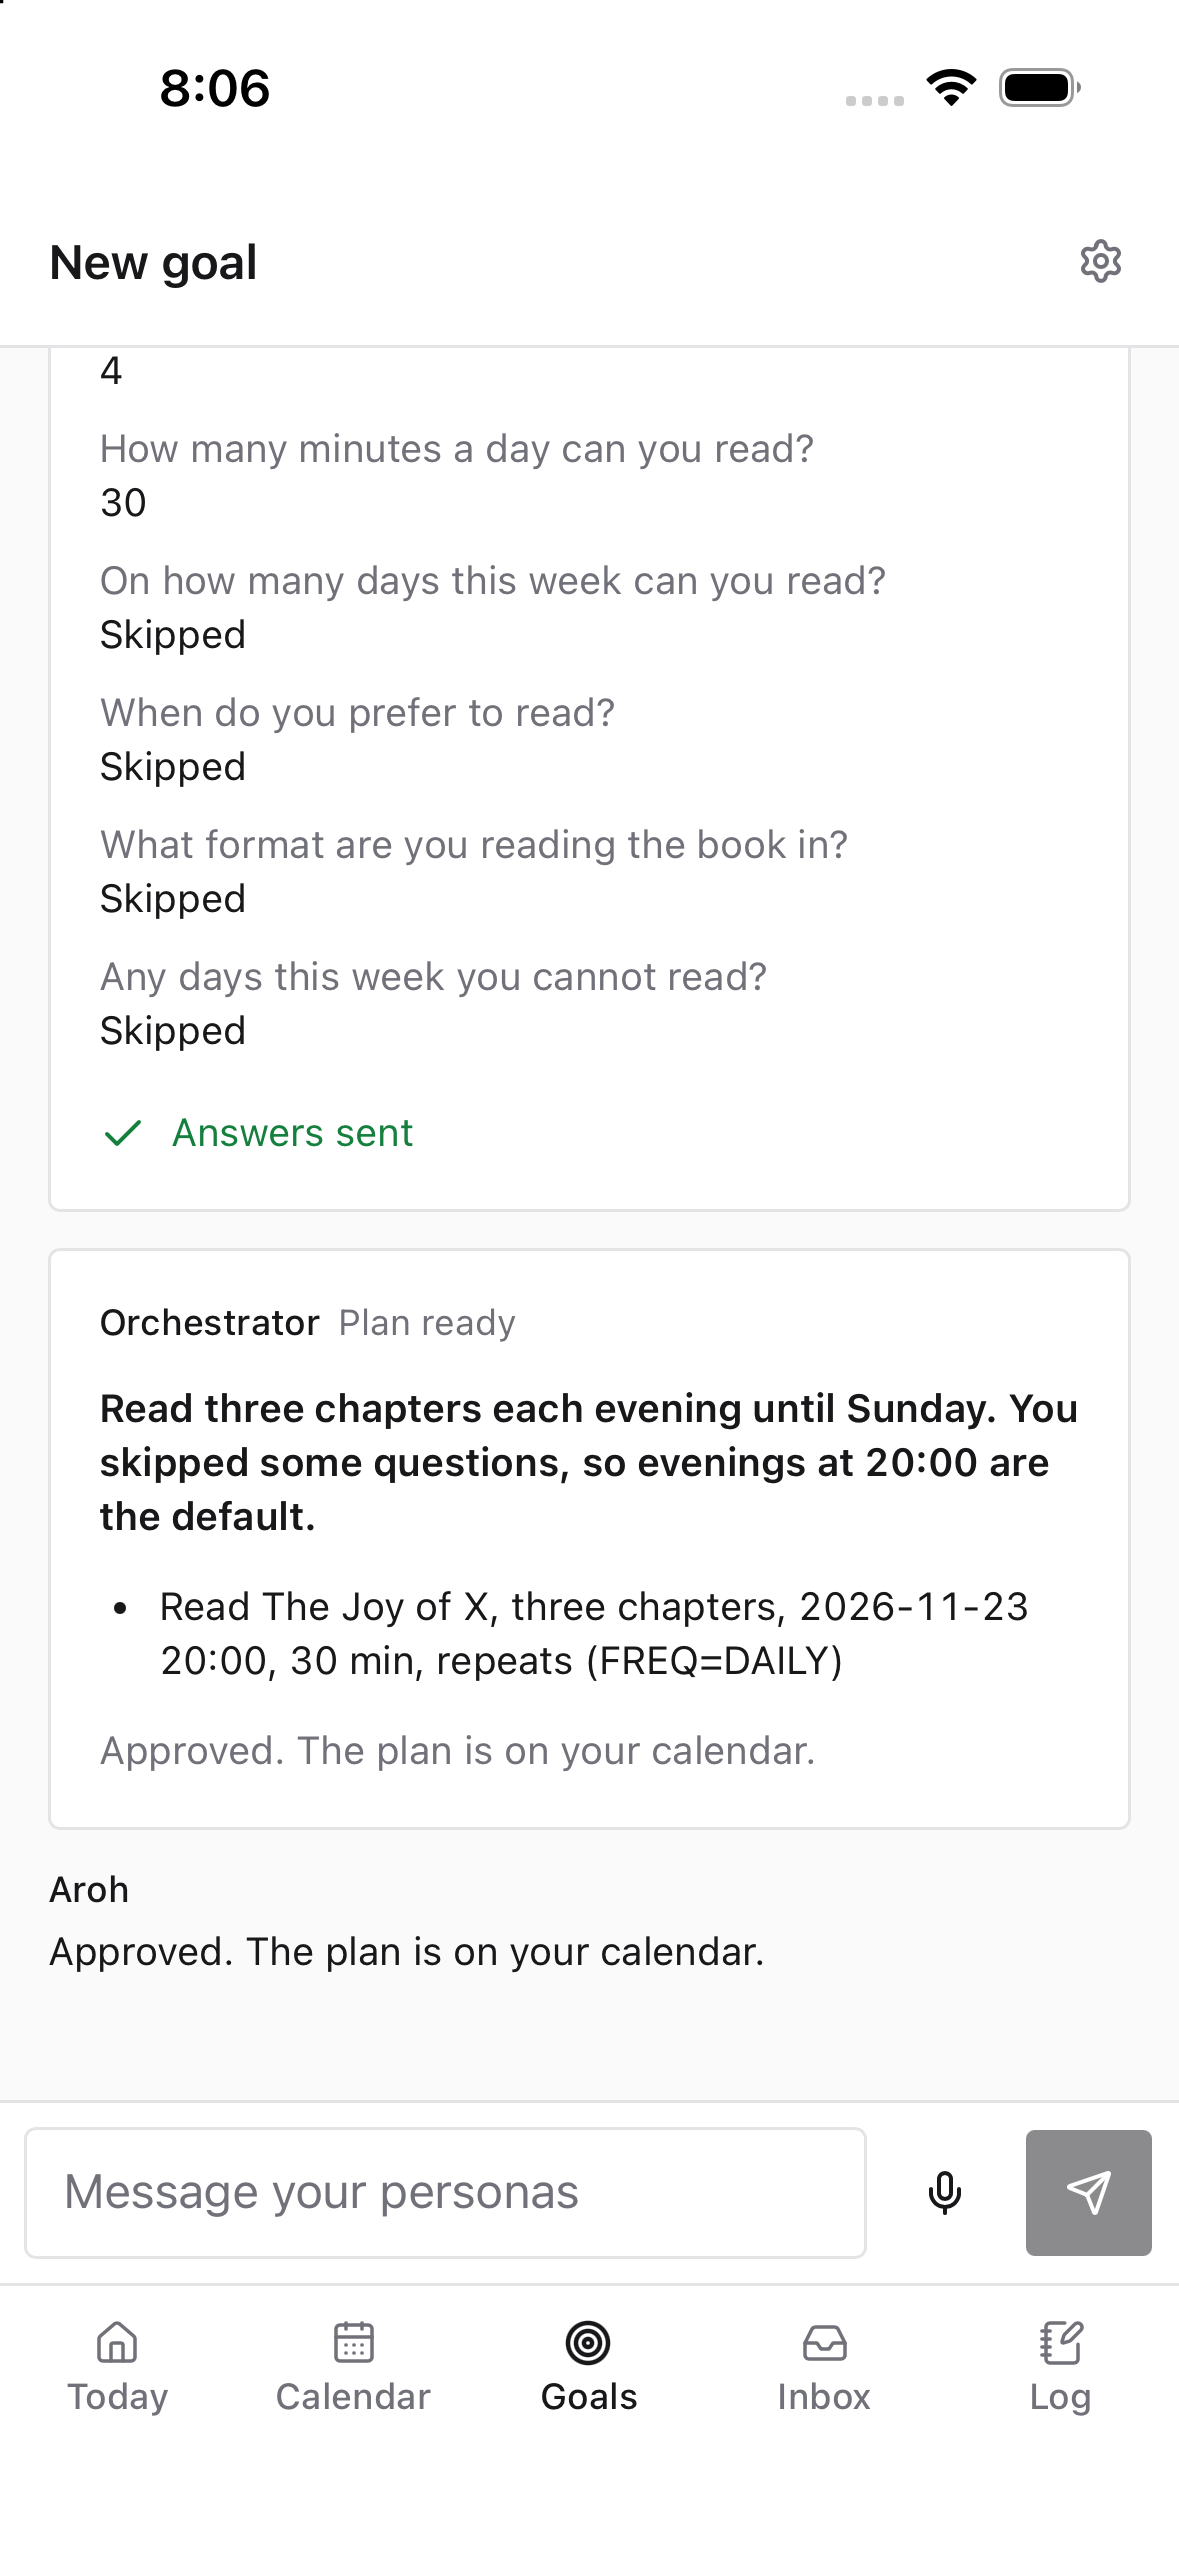 8:06
New goal
4
How many minutes a day can you read?
30
On how many days this week can you read?
Skipped
When do you prefer to read?
Skipped
What format are you reading the book in?
Skipped
Any days this week you cannot read?
Skipped
Answers sent
Orchestrator Plan ready
Read three chapters each evening until Sunday. You
skipped some questions, so evenings at 20:00 are
the default.
• Read The Joy of X, three chapters, 2026-11-23
20:00, 30 min, repeats (FREQ=DAILY)
Approved. The plan is on your calendar.
Aroh
Approved. The plan is on your calendar.
Message your personas
Today Calendar Goals Inbox Log